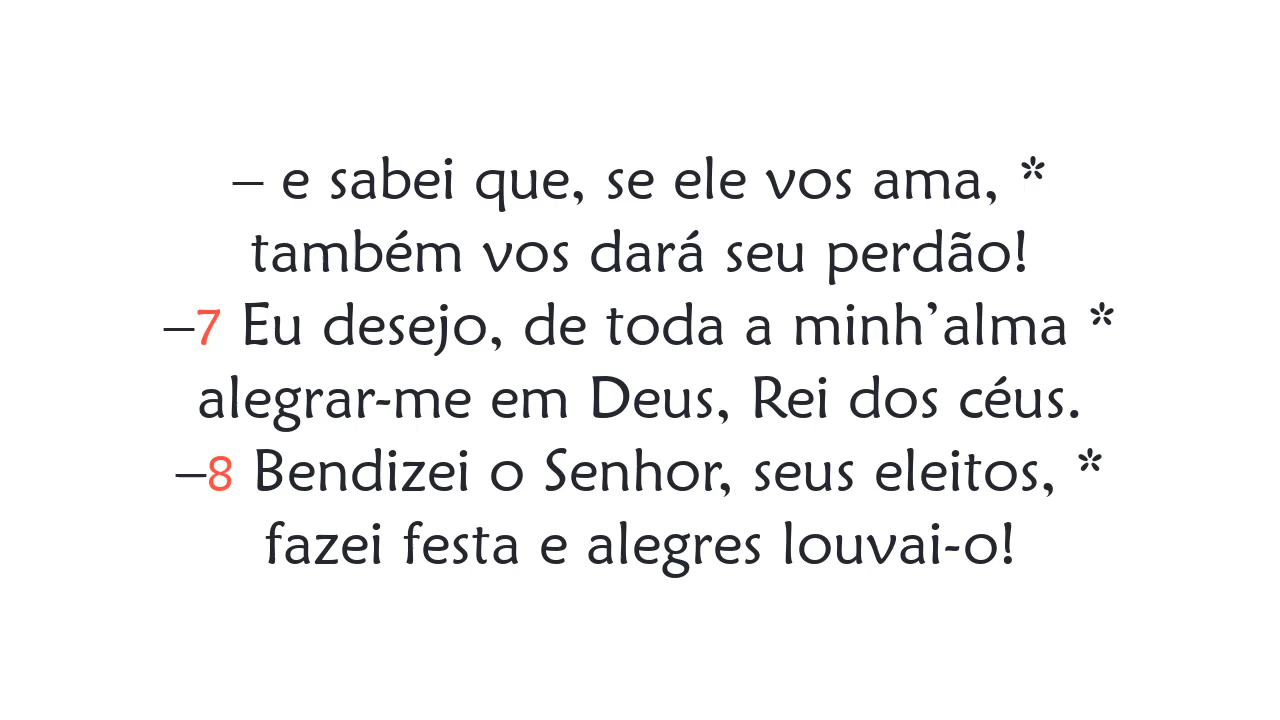 – e sabei que, se ele vos ama, *
também vos dará seu perdão!
–7 Eu desejo, de toda a minh’alma *
alegrar-me em Deus, Rei dos céus.
–8 Bendizei o Senhor, seus eleitos, *
fazei festa e alegres louvai-o!